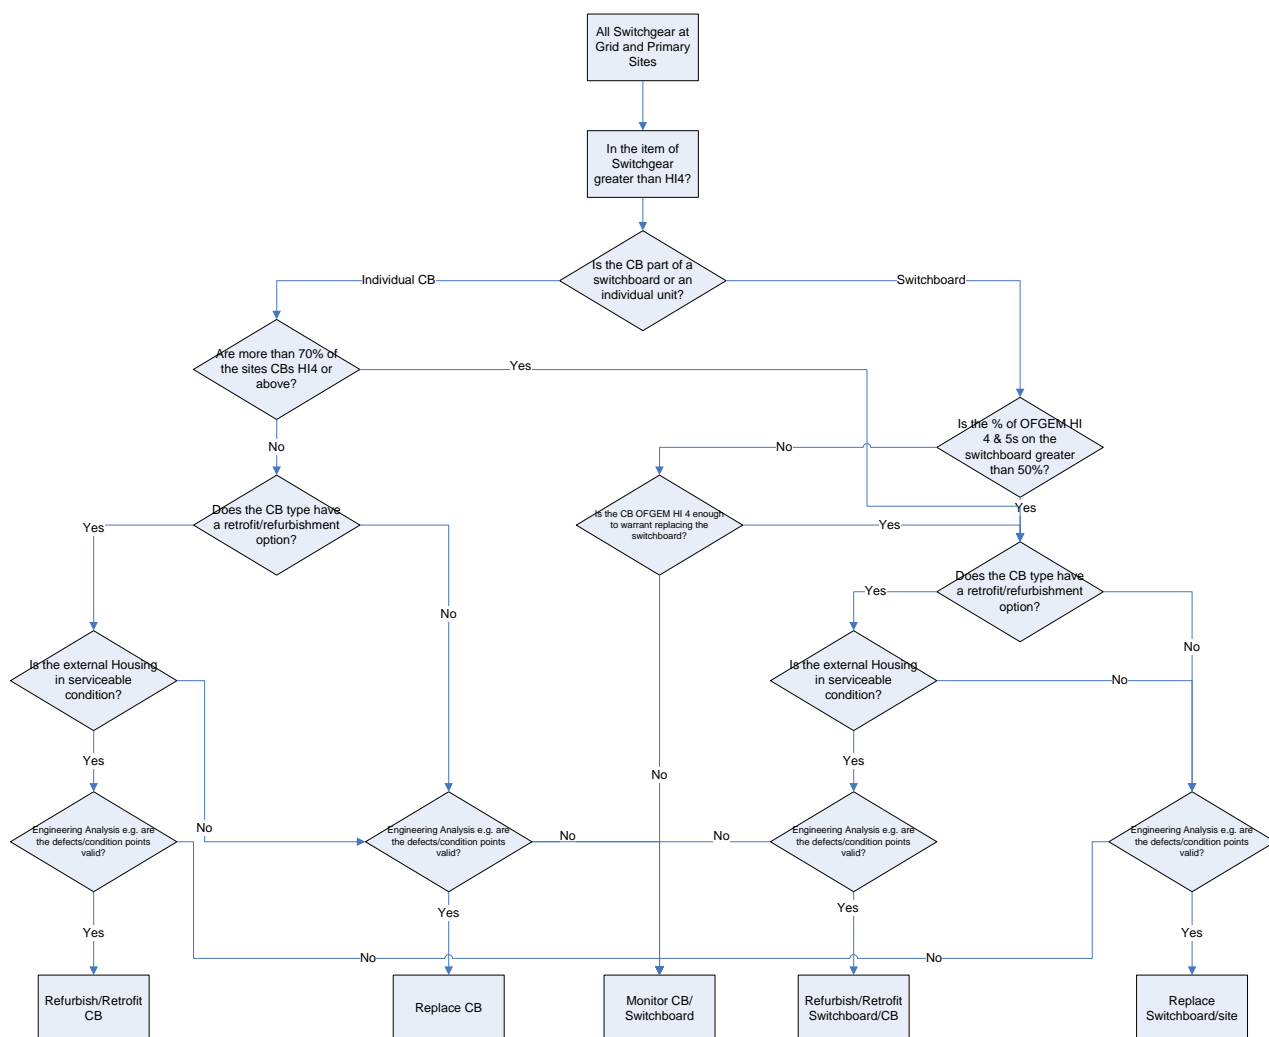 All Switchgear at
Grid and Primary
Sites
In the item of
Switchgear
greater than HI4?
Is the CB part of a
switchboard or an
individual unit?
Individual CB
Switchboard
Are more than 70% of
the sites CBs HI4 or
above?
Yes
No
Is the % of OFGEM HI
4 & 5s on the
switchboard greater
than 50%?
No
Yes
Does the CB type have
a retrofit/refurbishment
option?
Yes
No
Is the CB OFGEM HI 4 enough
to warrant replacing the
switchboard?
Yes
No
Does the CB type have
a retrofit/refurbishment
option?
Yes
No
Is the external Housing
in serviceable
condition?
No
Yes
Is the external Housing
in serviceable
condition?
No
Yes
Engineering Analysis e.g. are
the defects/condition points
valid?
Yes
No
Engineering Analysis e.g. are
the defects/condition points
valid?
No
Yes
Engineering Analysis e.g. are
the defects/condition points
valid?
No
Yes
Engineering Analysis e.g. are
the defects/condition points
valid?
No
Yes
Refurbish/Retrofit
CB
Replace CB
Monitor CB/
Switchboard
Refurbish/Retrofit
Switchboard/CB
Replace
Switchboard/site